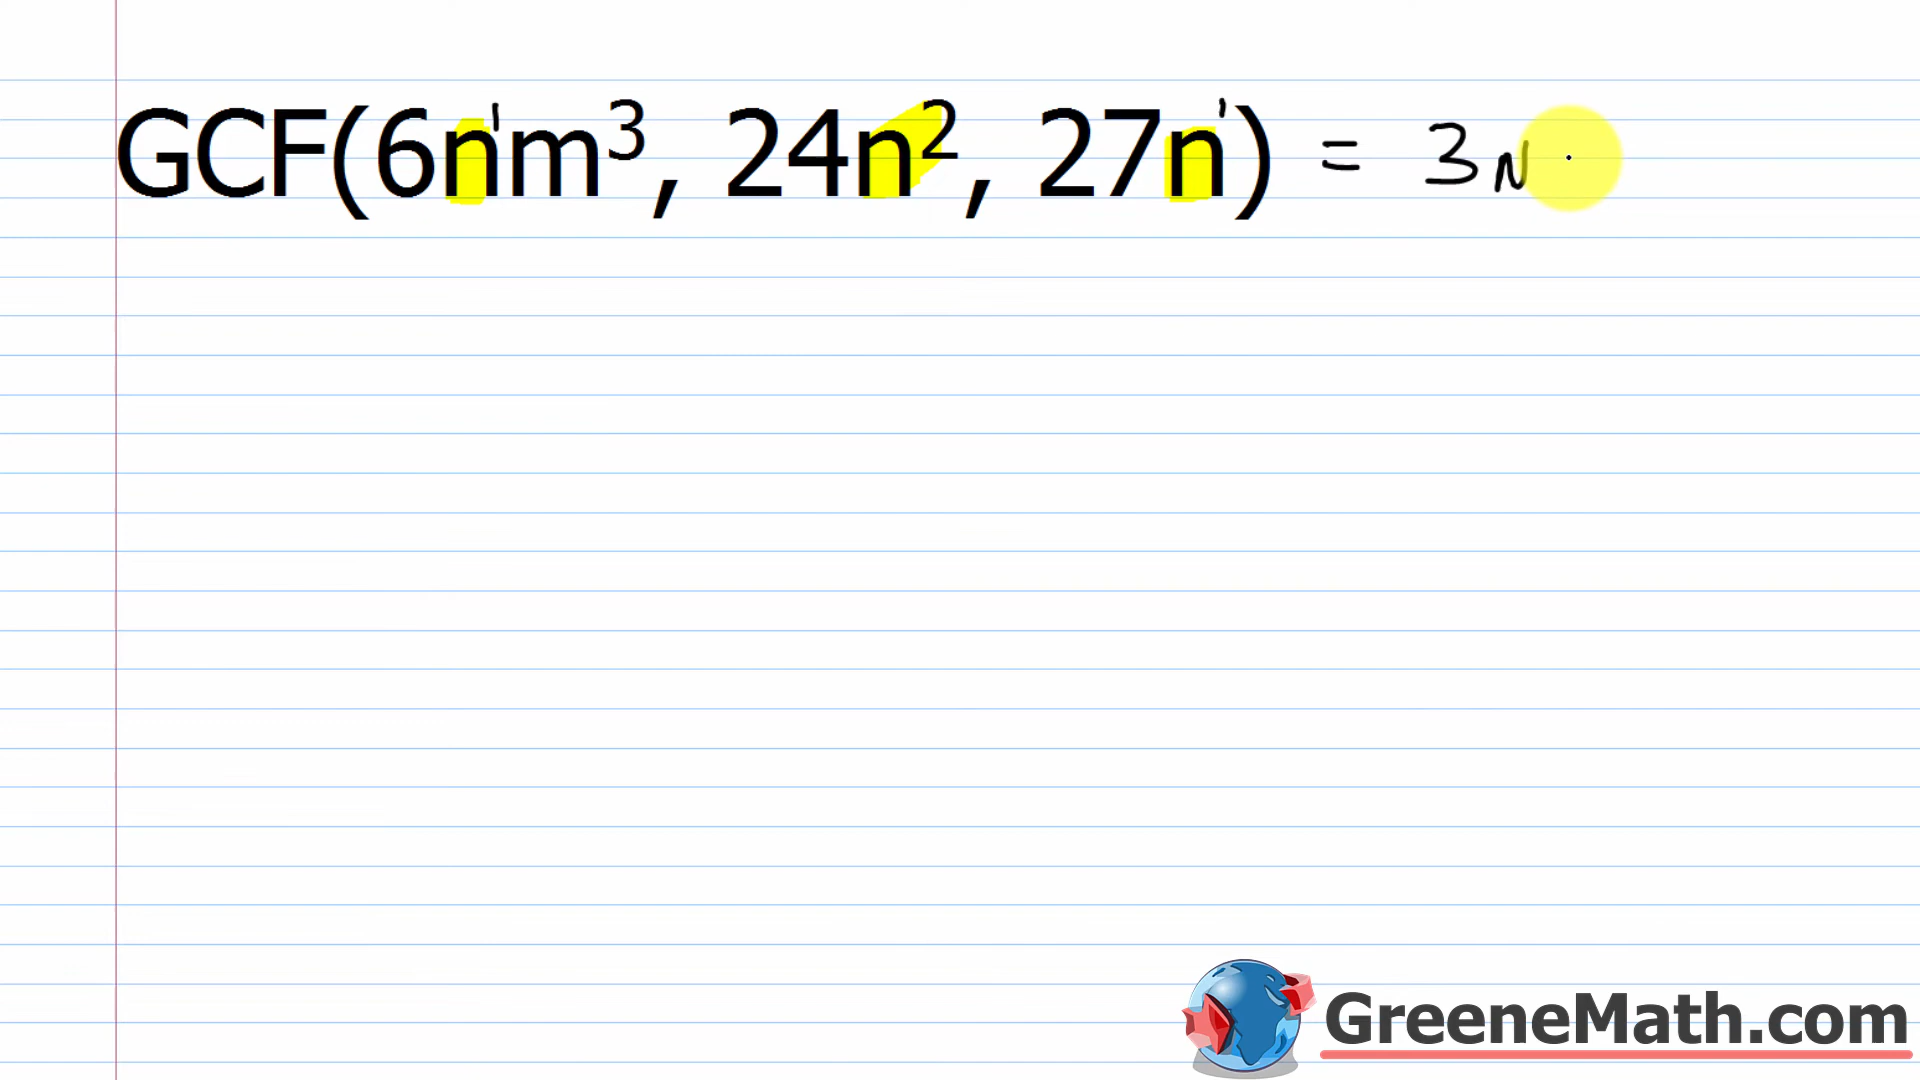 GCF(6n¹m³, 24n², 27n¹) = 3n
GreeneMath.com